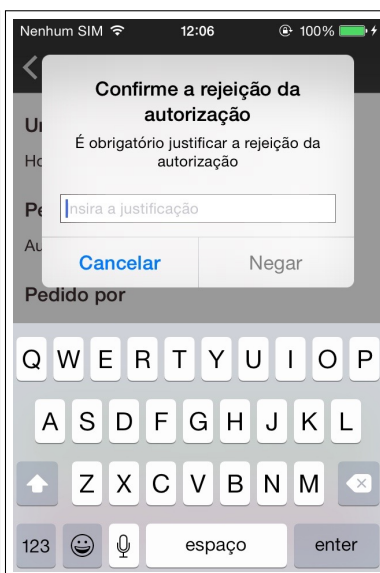 Nenhum SIM 12:06 100%
Confirme a rejeição da
autorização
É obrigatório justificar a rejeição da
autorização
Insira a justificação
Cancelar Negar
Pedido por
Q W E R T Y U I O P
A S D F G H J K L
Z X C V B N M
123 espaço enter